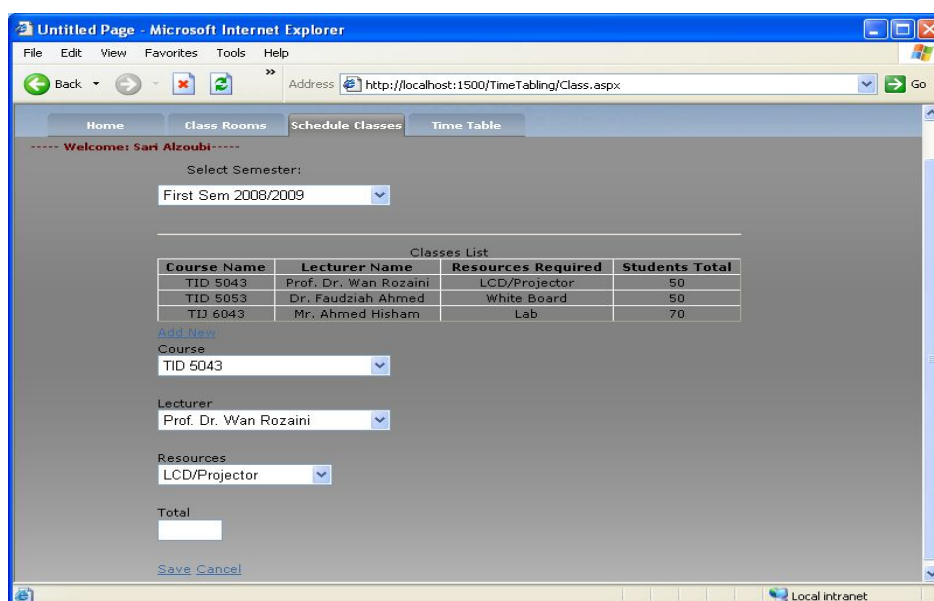 Untitled Page - Microsoft Internet Explorer
File Edit View Favorites Tools Help
Back » Address http://localhost:1500/TimeTabling/Class.aspx Go
Home Class Rooms Schedule Classes Time Table
----- Welcome: Sari Alzoubi-----
Select Semester:
First Sem 2008/2009
Classes List
Course Name Lecturer Name Resources Required Students Total
TID 5043 Prof. Dr. Wan Rozaini LCD/Projector 50
TID 5053 Dr. Faudziah Ahmed White Board 50
TIJ 6043 Mr. Ahmed Hisham Lab 70
Add New
Course
TID 5043
Lecturer
Prof. Dr. Wan Rozaini
Resources
LCD/Projector
Total
Save Cancel
Local intranet